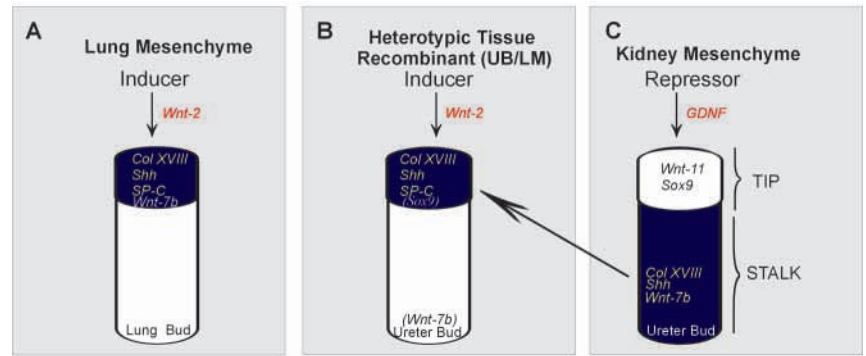 A
Lung Mesenchyme
Inducer
Wnt-2
Col XVIII
Shh
SP-C
Wnt-7b
Lung Bud
B
Heterotypic Tissue
Recombinant (UB/LM)
Inducer
Wnt-2
Col XVIII
Shh
SP-C
(Sox9)
(Wnt-7b)
Ureter Bud
C
Kidney Mesenchyme
Repressor
GDNF
Wnt-11
Sox9
TIP
Col XVIII
Shh
Wnt-7b
STALK
Ureter Bud